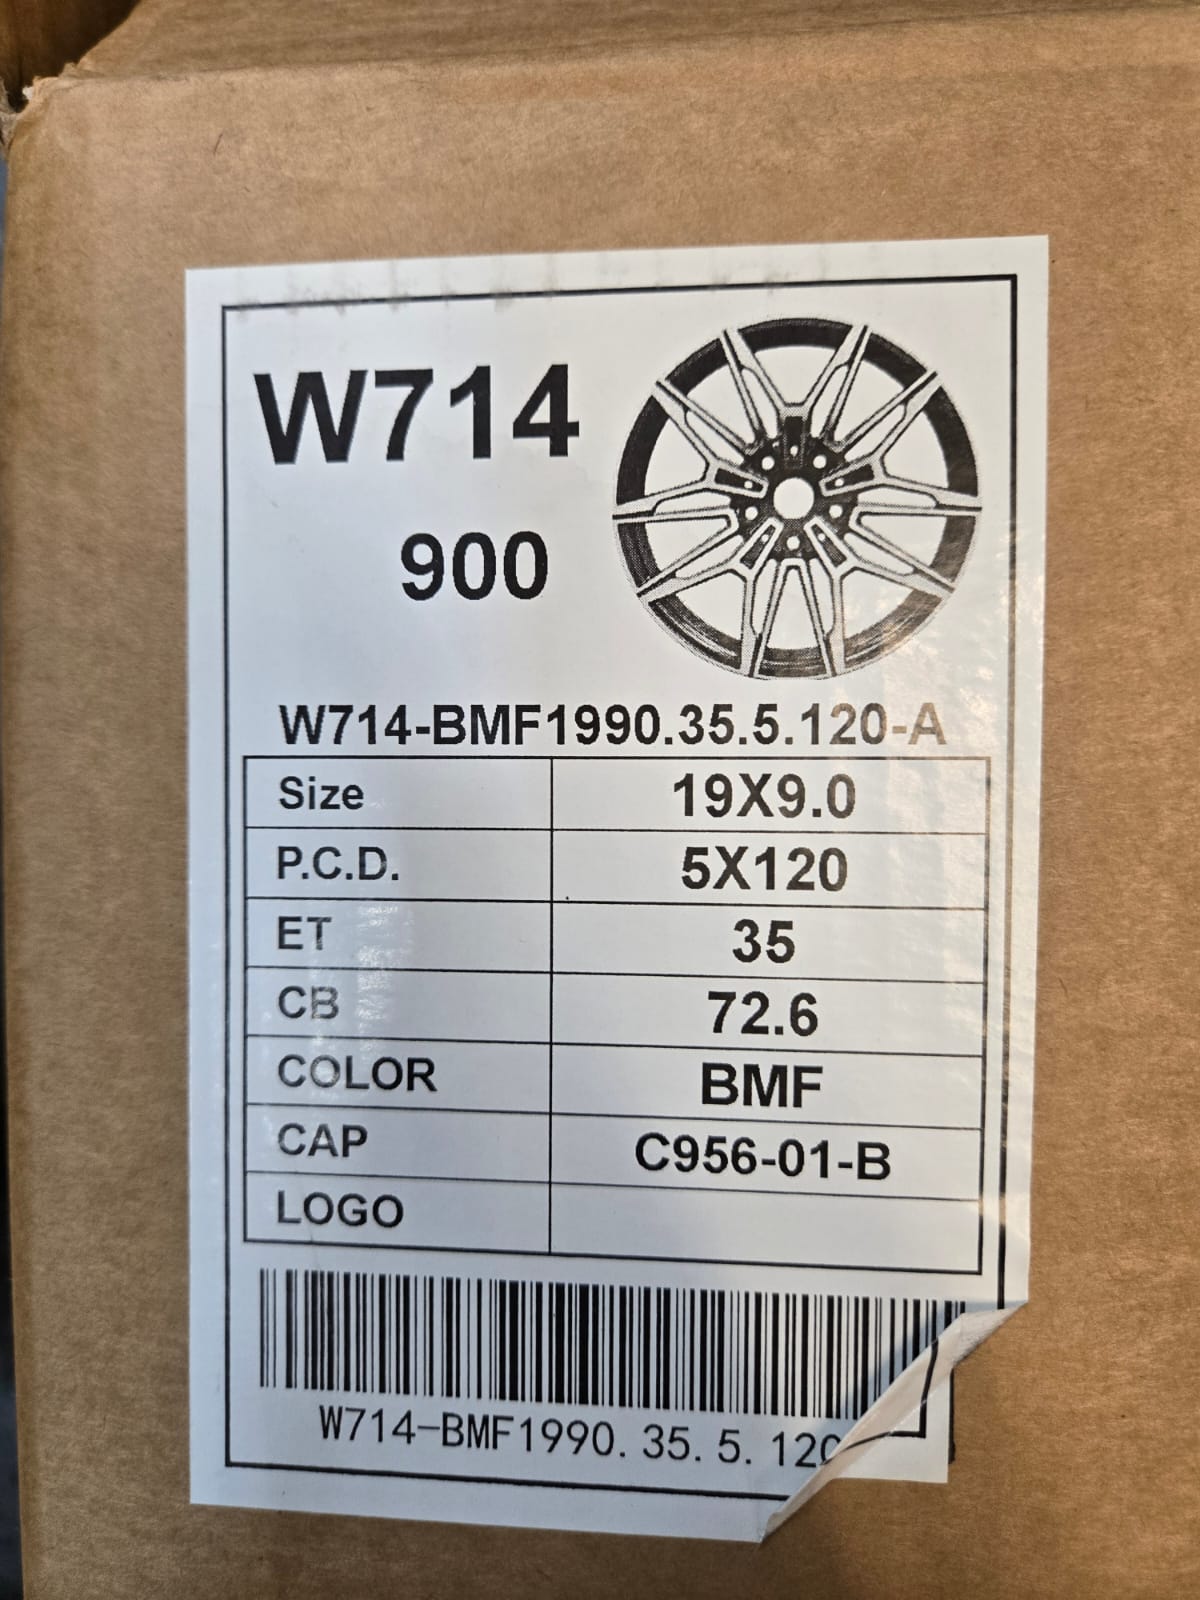 W714
900
W714-BMF1990.35.5.120-A
Size 19X9.0
P.C.D. 5X120
ET 35
CB 72.6
COLOR BMF
CAP C956-01-B
LOGO
W714-BMF1990.35.5.120